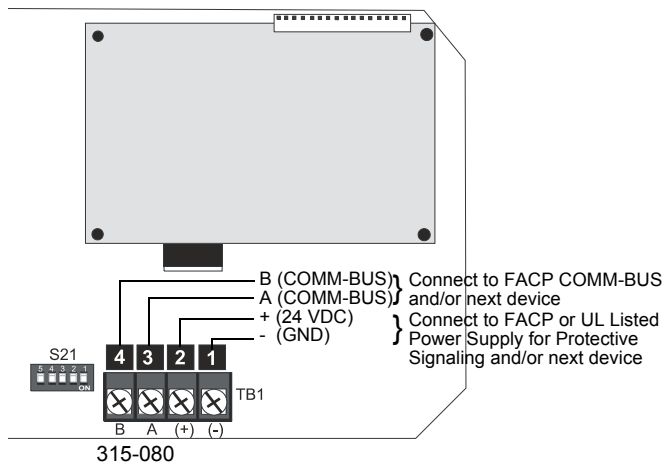 B (COMM-BUS)
A (COMM-BUS)
} Connect to FACP COMM-BUS
and/or next device
+ (24 VDC)
- (GND)
} Connect to FACP or UL Listed
Power Supply for Protective
Signaling and/or next device
S21
5 4 3 2 1
ON
4 3 2 1
TB1
B A (+) (-)
315-080